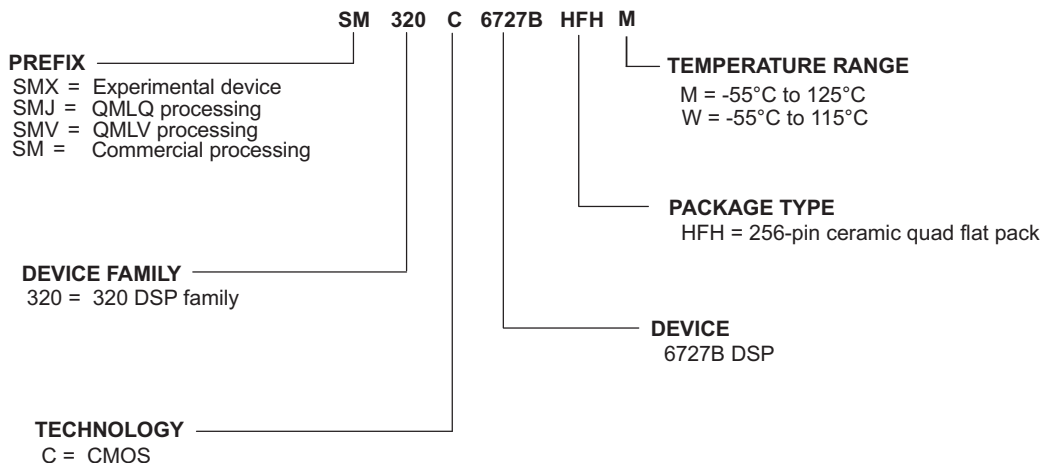 SM 320 C 6727B HFH M
PREFIX
SMX = Experimental device
SMJ = QMLQ processing
SMV = QMLV processing
SM = Commercial processing
TEMPERATURE RANGE
M = -55°C to 125°C
W = -55°C to 115°C
PACKAGE TYPE
HFH = 256-pin ceramic quad flat pack
DEVICE FAMILY
320 = 320 DSP family
DEVICE
6727B DSP
TECHNOLOGY
C = CMOS